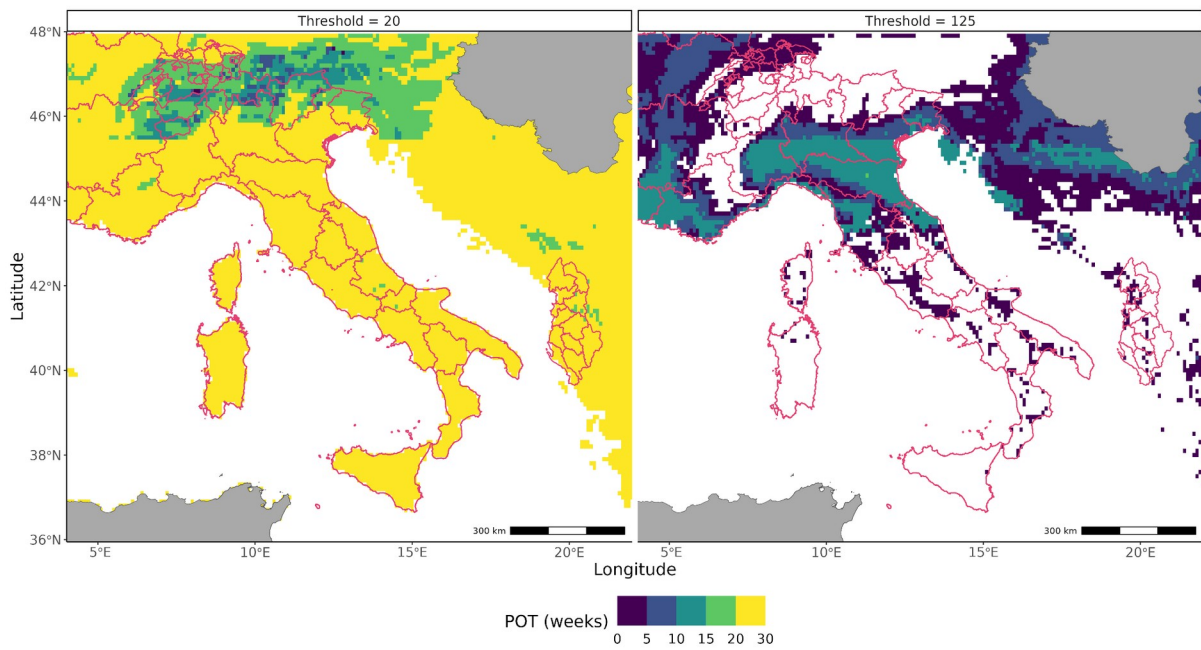 Threshold = 20
Threshold = 125
48°N
46°N
44°N
42°N
40°N
38°N
36°N
Latitude
300 km
300 km
5°E
10°E
15°E
20°E
5°E
10°E
15°E
20°E
Longitude
POT (weeks)
0 5 10 15 20 30